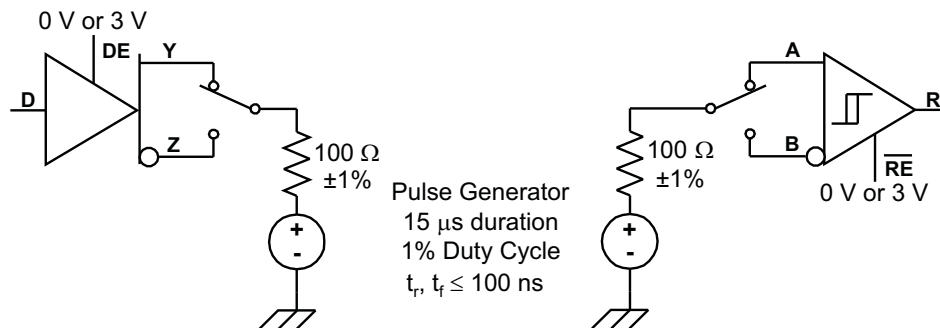 0 V or 3 V
DE
Y
D
Z
100 Ω
±1%
+
-
Pulse Generator
15 μs duration
1% Duty Cycle
tr, tf ≤ 100 ns
A
R
B
100 Ω
±1%
RE
0 V or 3 V
+
-